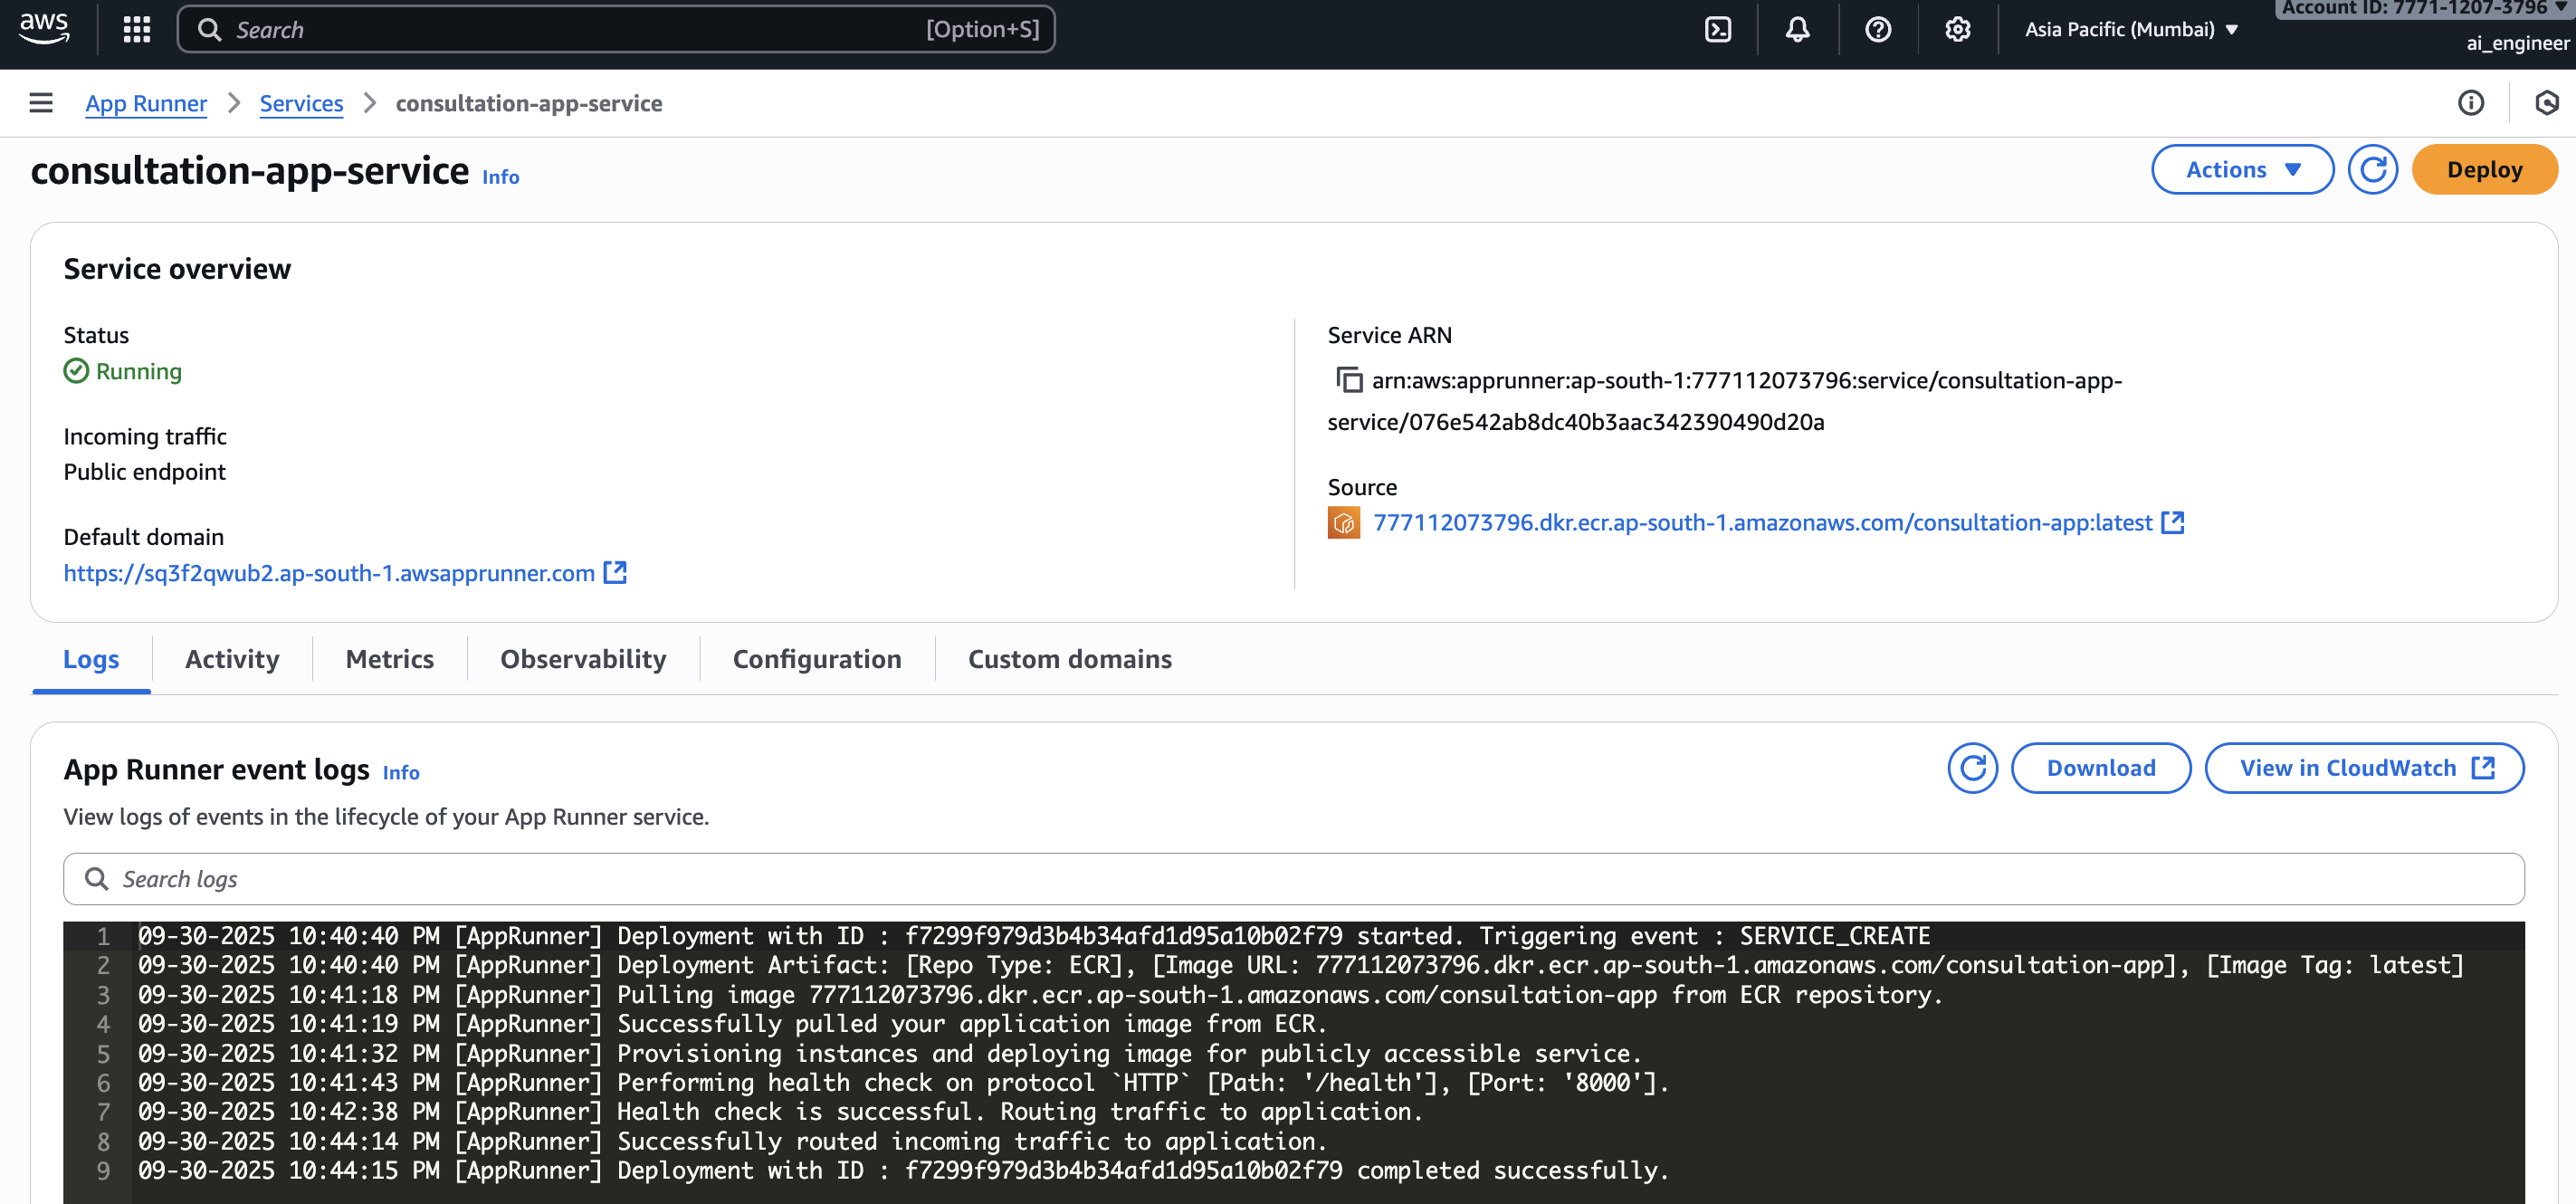 aws
Search
[Option+S]
Asia Pacific (Mumbai)
Account ID: 7771-1207-3796
ai_engineer
App Runner
Services
consultation-app-service
consultation-app-service
Info
Actions
Deploy
Service overview
Status
Running
Incoming traffic
Public endpoint
Default domain
https://sq3f2qwub2.ap-south-1.awsapprunner.com
Service ARN
arn:aws:apprunner:ap-south-1:777112073796:service/consultation-app-
service/076e542ab8dc40b3aac342390490d20a
Source
777112073796.dkr.ecr.ap-south-1.amazonaws.com/consultation-app:latest
Logs
Activity
Metrics
Observability
Configuration
Custom domains
App Runner event logs
Info
Download
View in CloudWatch
View logs of events in the lifecycle of your App Runner service.
Search logs
1 09-30-2025 10:40:40 PM [AppRunner] Deployment with ID : f7299f979d3b4b34afd1d95a10b02f79 started. Triggering event : SERVICE_CREATE
2 09-30-2025 10:40:40 PM [AppRunner] Deployment Artifact: [Repo Type: ECR], [Image URL: 777112073796.dkr.ecr.ap-south-1.amazonaws.com/consultation-app], [Image Tag: latest]
3 09-30-2025 10:41:18 PM [AppRunner] Pulling image 777112073796.dkr.ecr.ap-south-1.amazonaws.com/consultation-app from ECR repository.
4 09-30-2025 10:41:19 PM [AppRunner] Successfully pulled your application image from ECR.
5 09-30-2025 10:41:32 PM [AppRunner] Provisioning instances and deploying image for publicly accessible service.
6 09-30-2025 10:41:43 PM [AppRunner] Performing health check on protocol `HTTP` [Path: '/health'], [Port: '8000'].
7 09-30-2025 10:42:38 PM [AppRunner] Health check is successful. Routing traffic to application.
8 09-30-2025 10:44:14 PM [AppRunner] Successfully routed incoming traffic to application.
9 09-30-2025 10:44:15 PM [AppRunner] Deployment with ID : f7299f979d3b4b34afd1d95a10b02f79 completed successfully.